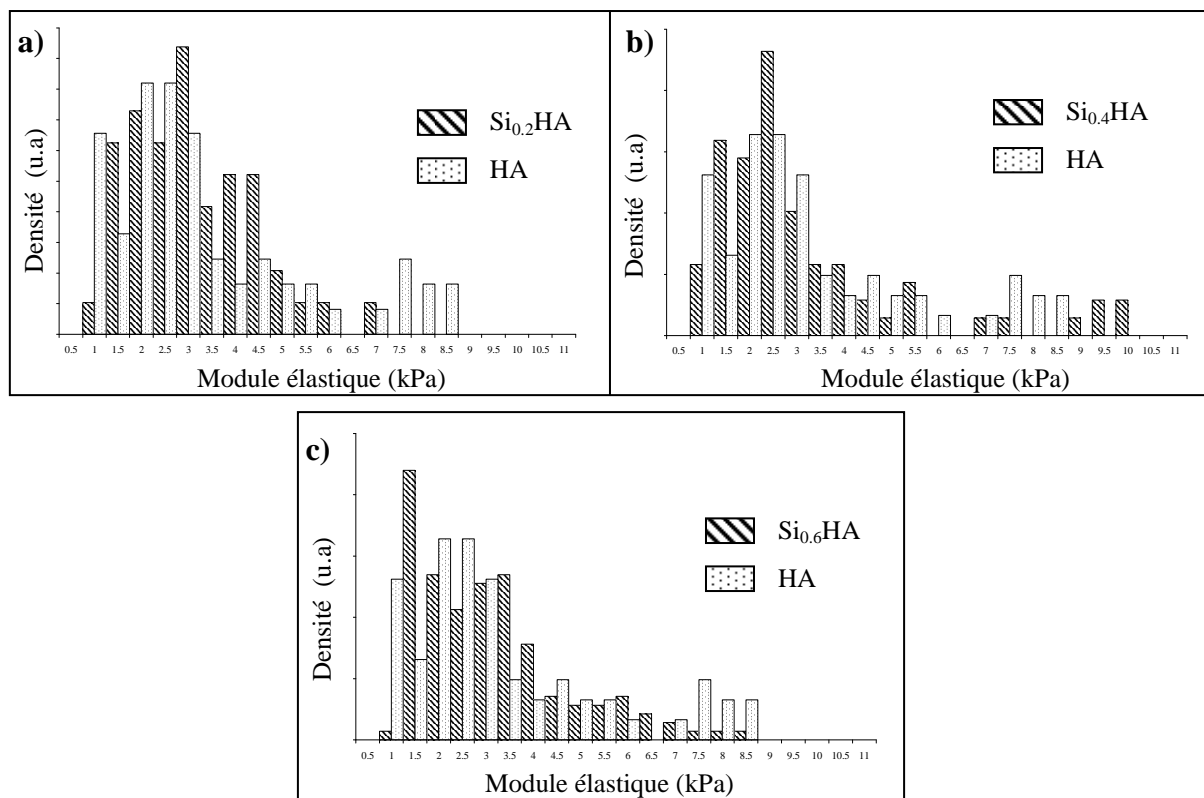 a)
Si₀.₂HA
HA
Densité (u.a)
0.5 1 1.5 2 2.5 3 3.5 4 4.5 5 5.5 6 6.5 7 7.5 8 8.5 9 9.5 10 10.5 11
Module élastique (kPa)
b)
Si₀.₄HA
HA
Densité (u.a)
0.5 1 1.5 2 2.5 3 3.5 4 4.5 5 5.5 6 6.5 7 7.5 8 8.5 9 9.5 10 10.5 11
Module élastique (kPa)
c)
Si₀.₆HA
HA
Densité (u.a)
0.5 1 1.5 2 2.5 3 3.5 4 4.5 5 5.5 6 6.5 7 7.5 8 8.5 9 9.5 10 10.5 11
Module élastique (kPa)